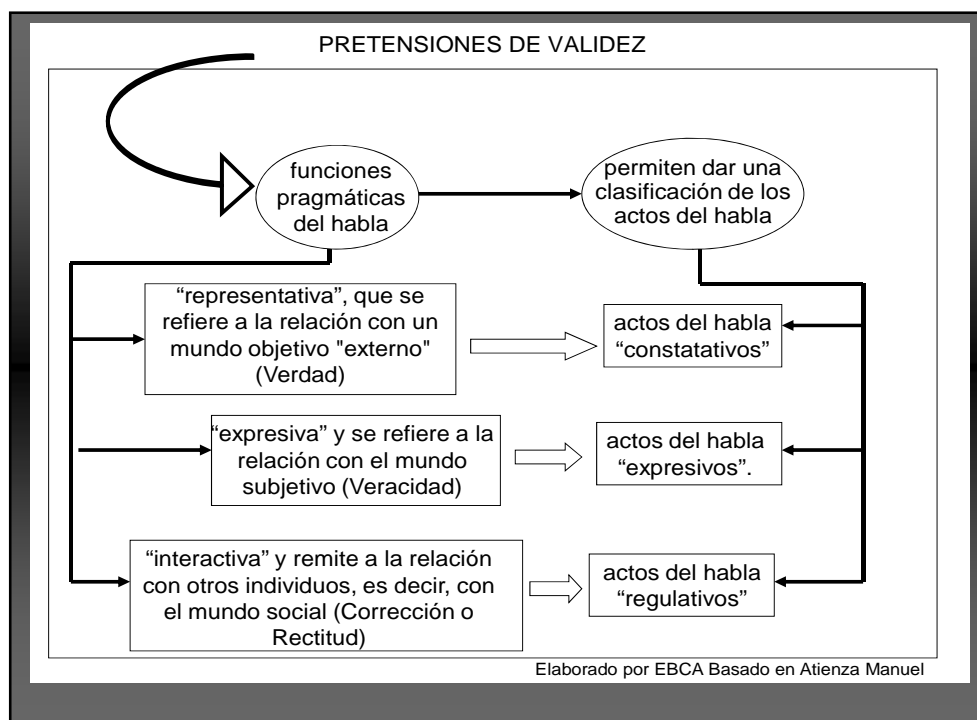 PRETENSIONES DE VALIDEZ
funciones
pragmáticas
del habla
permiten dar una
clasificación de los
actos del habla
“representativa”, que se
refiere a la relación con un
mundo objetivo "externo"
(Verdad)
actos del habla
“constatativos”
“expresiva” y se refiere a la
relación con el mundo
subjetivo (Veracidad)
actos del habla
“expresivos”.
“interactiva” y remite a la relación
con otros individuos, es decir, con
el mundo social (Corrección o
Rectitud)
actos del habla
“regulativos”
Elaborado por EBCA Basado en Atienza Manuel